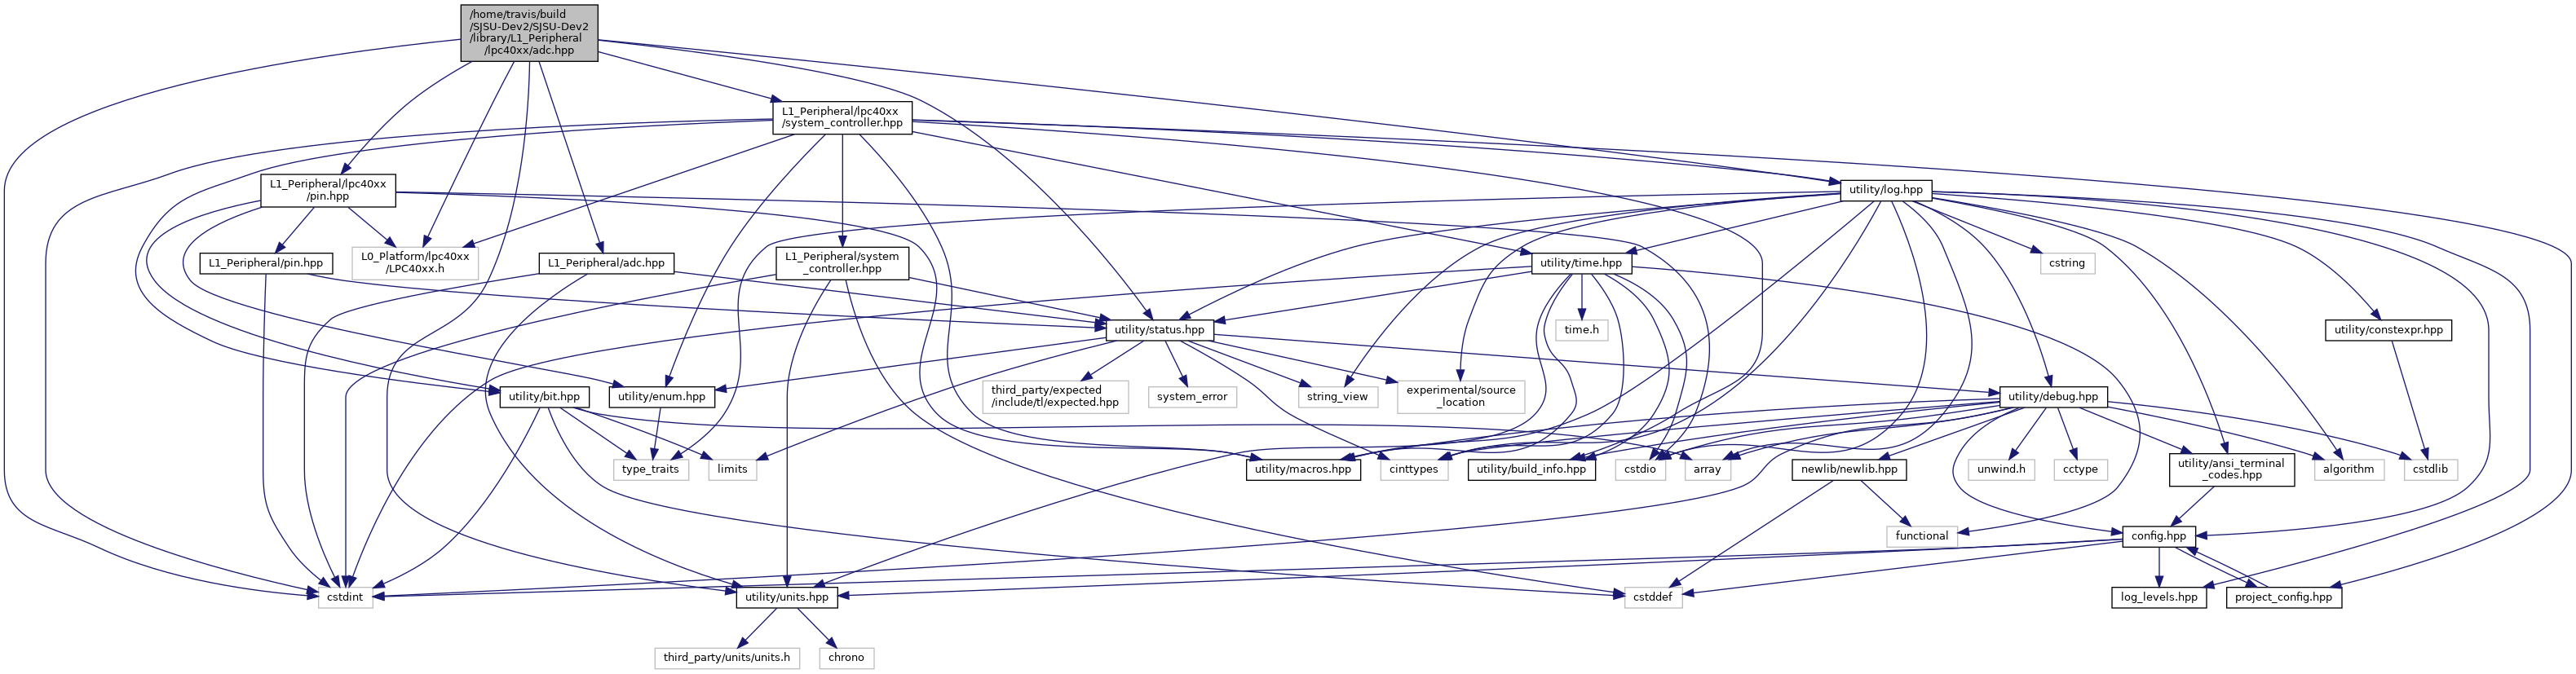 /home/travis/build
/SJSU-Dev2/SJSU-Dev2
/library/L1_Peripheral
/lpc40xx/adc.hpp
L1_Peripheral/lpc40xx
/system_controller.hpp
L1_Peripheral/lpc40xx
/pin.hpp
utility/log.hpp
L1_Peripheral/pin.hpp
L0_Platform/lpc40xx
/LPC40xx.h
L1_Peripheral/adc.hpp
L1_Peripheral/system
_controller.hpp
utility/time.hpp
cstring
utility/status.hpp
time.h
utility/constexpr.hpp
utility/bit.hpp
utility/enum.hpp
third_party/expected
/include/tl/expected.hpp
system_error
string_view
experimental/source
_location
utility/debug.hpp
type_traits
limits
utility/macros.hpp
cinttypes
utility/build_info.hpp
cstdio
array
newlib/newlib.hpp
unwind.h
cctype
utility/ansi_terminal
_codes.hpp
algorithm
cstdlib
functional
config.hpp
cstdint
utility/units.hpp
cstddef
log_levels.hpp
project_config.hpp
third_party/units/units.h
chrono